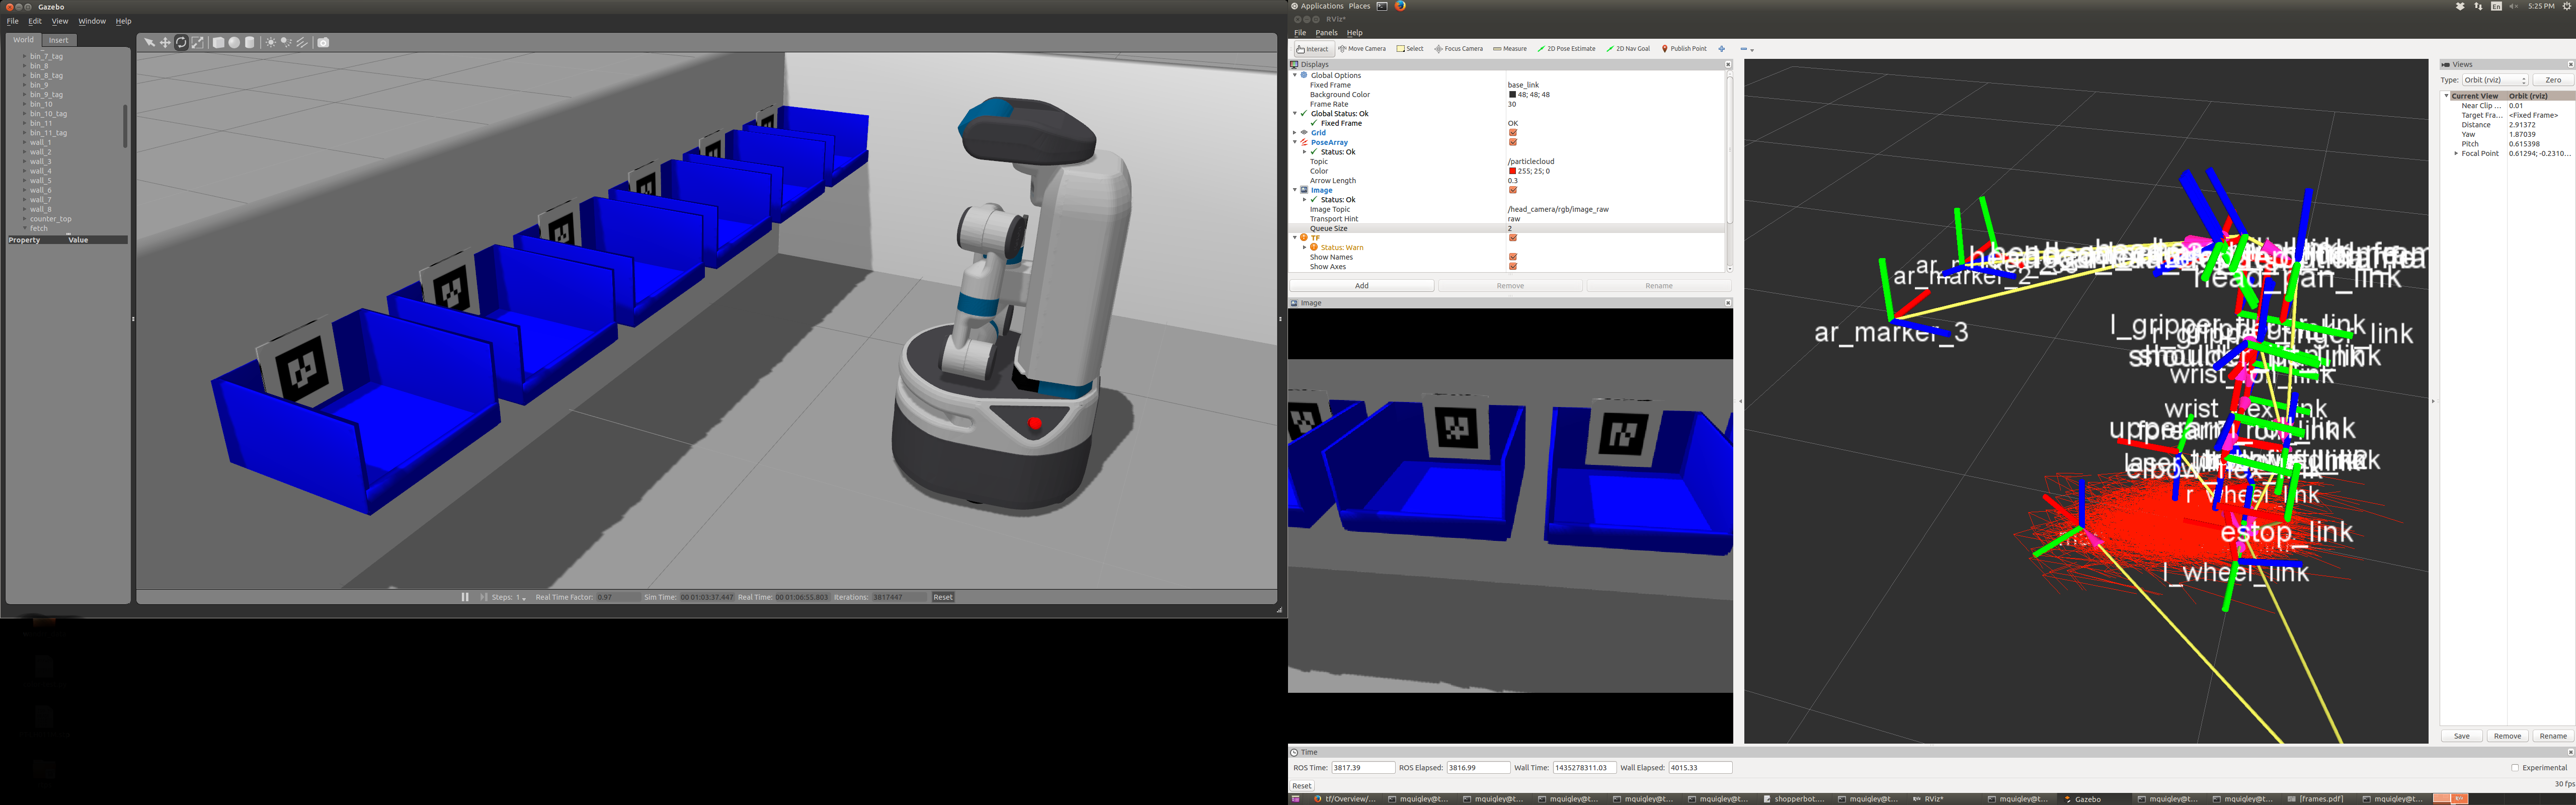 Gazebo
File Edit View Window Help
World Insert
bin_7_tag
bin_8
bin_8_tag
bin_9
bin_9_tag
bin_10
bin_10_tag
bin_11
bin_11_tag
wall_1
wall_2
wall_3
wall_4
wall_5
wall_6
wall_7
wall_8
counter_top
fetch
Property Value
Steps: 1 Real Time Factor: 0.97 Sim Time: 00 01:03:37.447 Real Time: 00 01:06:55.803 Iterations: 3817447 Reset
Applications Places En 5:25 PM
RViz*
File Panels Help
Interact Move Camera Select Focus Camera Measure 2D Pose Estimate 2D Nav Goal Publish Point
Displays
Global Options
Fixed Frame base_link
Background Color 48; 48; 48
Frame Rate 30
Global Status: Ok
Fixed Frame OK
Grid
PoseArray
Status: Ok
Topic /particlecloud
Color 255; 25; 0
Arrow Length 0.3
Image
Status: Ok
Image Topic /head_camera/rgb/image_raw
Transport Hint raw
Queue Size 2
TF
Status: Warn
Show Names
Show Axes
Add Remove Rename
Image
head_pan_link
ar_marker_2
ar_marker_3
l_gripper_finger_link
wrist_roll_link
r_wheel_link
estop_link
l_wheel_link
Views
Type: Orbit (rviz) Zero
Current View Orbit (rviz)
Near Clip ... 0.01
Target Fra... <Fixed Frame>
Distance 2.91372
Yaw 1.87039
Pitch 0.615398
Focal Point 0.61294; -0.2310...
Save Remove Rename
Time
ROS Time: 3817.39 ROS Elapsed: 3816.99 Wall Time: 1435278311.03 Wall Elapsed: 4015.33 Experimental
Reset 30 fps
tf/Overview/... mquigley@t... mquigley@t... mquigley@t... mquigley@t... mquigley@t... shopperbot.... mquigley@t... RViz* mquigley@t... Gazebo mquigley@t... mquigley@t... [frames.pdf] mquigley@t...